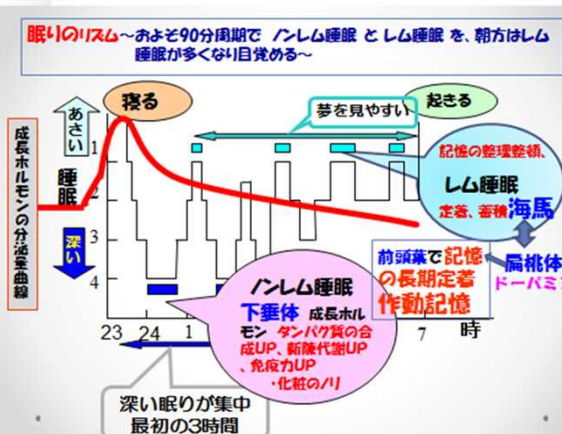 眠りのリズム～およそ90分周期で ノンレム睡眠 と レム睡眠 を、朝方はレム
睡眠が多くなり目覚める～
寝る
起きる
あさい
夢を見やすい
成長ホルモンの分泌量曲線
睡眠
深い
1
2
3
4
記憶の整理整頓、
レム睡眠
定着、蓄積 海馬
扁桃体
ドーパミ
前頭葉で記憶
の長期定着
作動記憶
ノンレム睡眠
下垂体 成長ホル
モン タンパク質の合
成UP、新陳代謝UP
、免疫力UP
・化粧のノリ
23 24 1 7 時
深い眠りが集中
最初の3時間